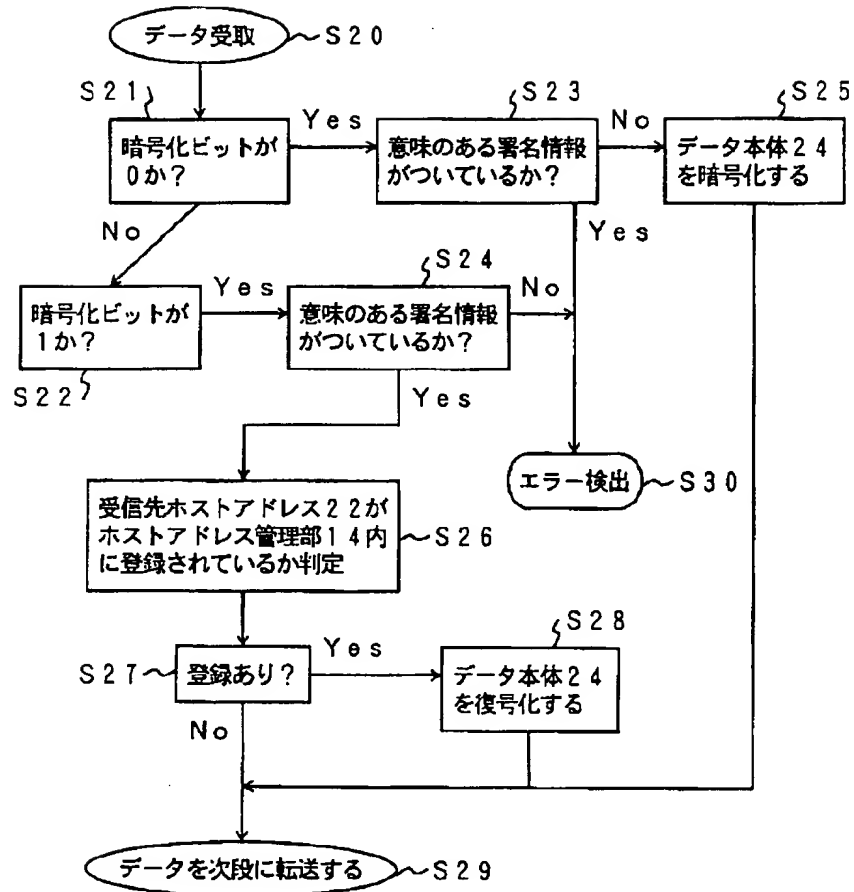 データ受取
S20
S21
暗号化ビットが
0か?
Yes
S23
意味のある署名情報
がついているか?
No
S25
データ本体24
を暗号化する
No
Yes
暗号化ビットが
1か?
S22
Yes
S24
意味のある署名情報
がついているか?
No
Yes
エラー検出
S30
受信先ホストアドレス22が
ホストアドレス管理部14内
に登録されているか判定
S26
S27
登録あり?
Yes
S28
データ本体24
を復号化する
No
データを次段に転送する
S29